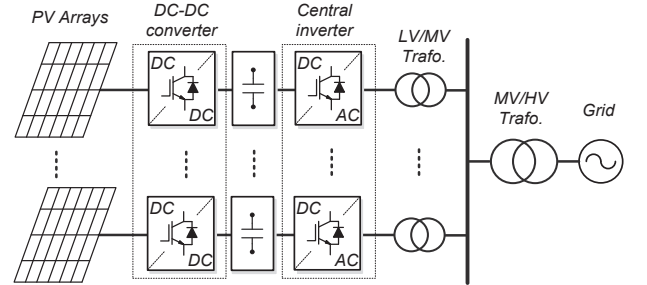 PV Arrays
DC-DC
converter
Central
inverter
LV/MV
Trafo.
MV/HV
Trafo.
Grid
DC
DC
DC
AC
DC
DC
DC
AC